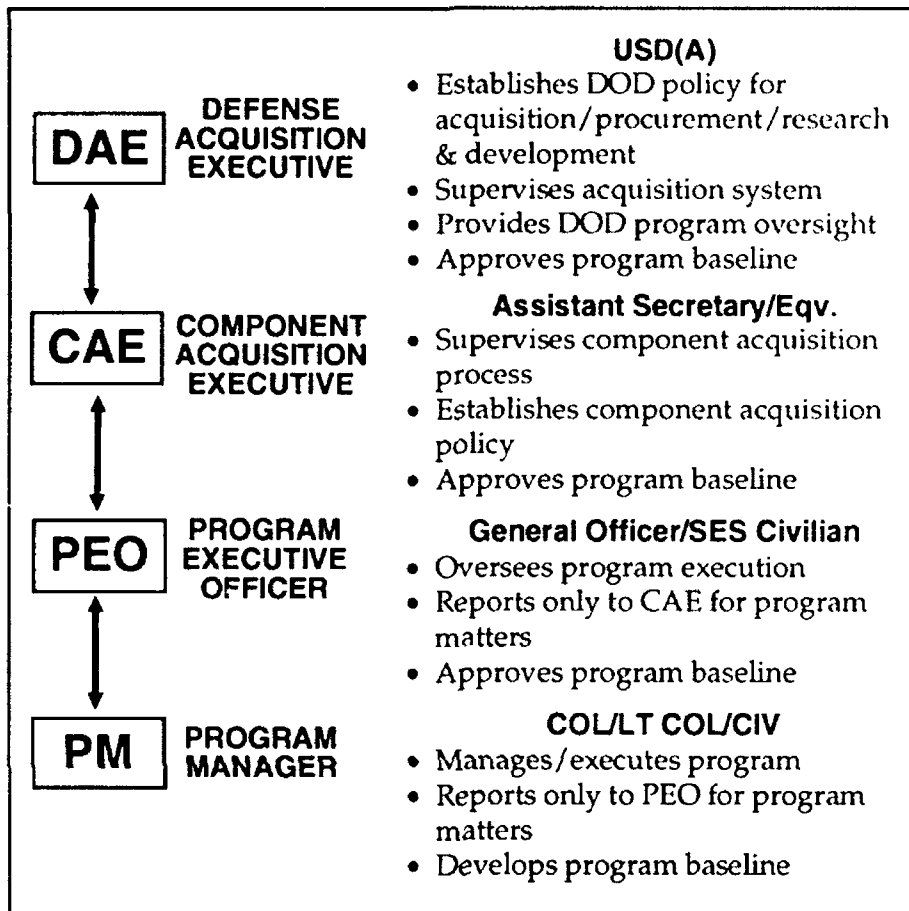 DAE
DEFENSE
ACQUISITION
EXECUTIVE
USD(A)
• Establishes DOD policy for
acquisition/procurement/research
& development
• Supervises acquisition system
• Provides DOD program oversight
• Approves program baseline
CAE
COMPONENT
ACQUISITION
EXECUTIVE
Assistant Secretary/Eqv.
• Supervises component acquisition
process
• Establishes component acquisition
policy
• Approves program baseline
PEO
PROGRAM
EXECUTIVE
OFFICER
General Officer/SES Civilian
• Oversees program execution
• Reports only to CAE for program
matters
• Approves program baseline
PM
PROGRAM
MANAGER
COL/LT COL/CIV
• Manages/executes program
• Reports only to PEO for program
matters
• Develops program baseline